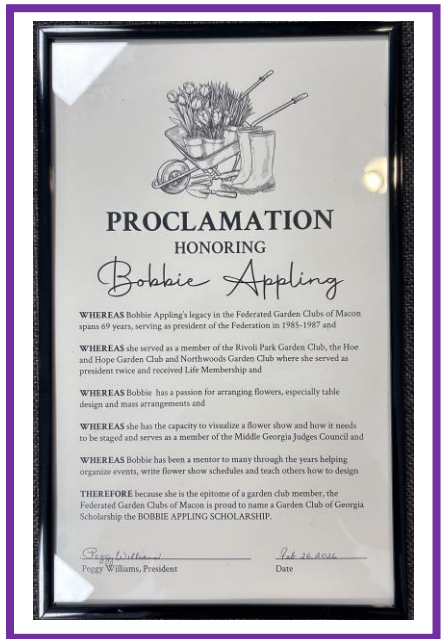 PROCLAMATION
HONORING
Bobbie Appling
WHEREAS Bobbie Appling's legacy in the Federated Garden Clubs of Macon
spans 69 years, serving as president of the Federation in 1985-1987 and
WHEREAS she served as a member of the Rivoli Park Garden Club, the Hoe
and Hope Garden Club and Northwoods Garden Club where she served as
president twice and received Life Membership and
WHEREAS Bobbie has a passion for arranging flowers, especially table
design and mass arrangements and
WHEREAS she has the capacity to visualize a flower show and how it needs
to be staged and serves as a member of the Middle Georgia Judges Council and
WHEREAS Bobbie has been a mentor to many through the years helping
organize events, write flower show schedules and teach others how to design
THEREFORE because she is the epitome of a garden club member, the
Federated Garden Clubs of Macon is proud to name a Garden Club of Georgia
Scholarship the BOBBIE APPLING SCHOLARSHIP.
Peggy Williams Feb 26, 2026
Peggy Williams, President Date